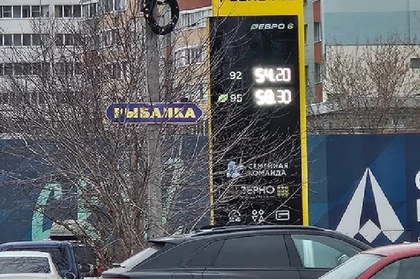 ЕВРО 6
92 54.20
95 58.30
РЫБАЛКА
СЕМЕЙНАЯ
КОМАНДА
ЗЕРНО